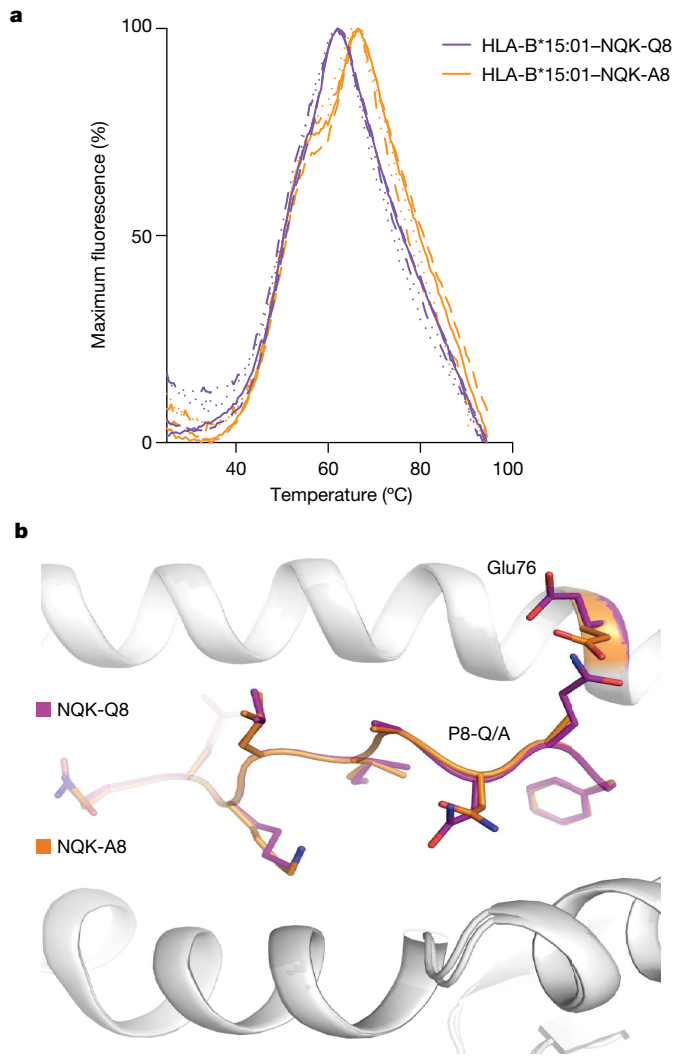 a
HLA-B*15:01–NQK-Q8
HLA-B*15:01–NQK-A8
100
50
0
Maximum fluorescence (%)
40
60
80
100
Temperature (ºC)
b
Glu76
NQK-Q8
P8-Q/A
NQK-A8